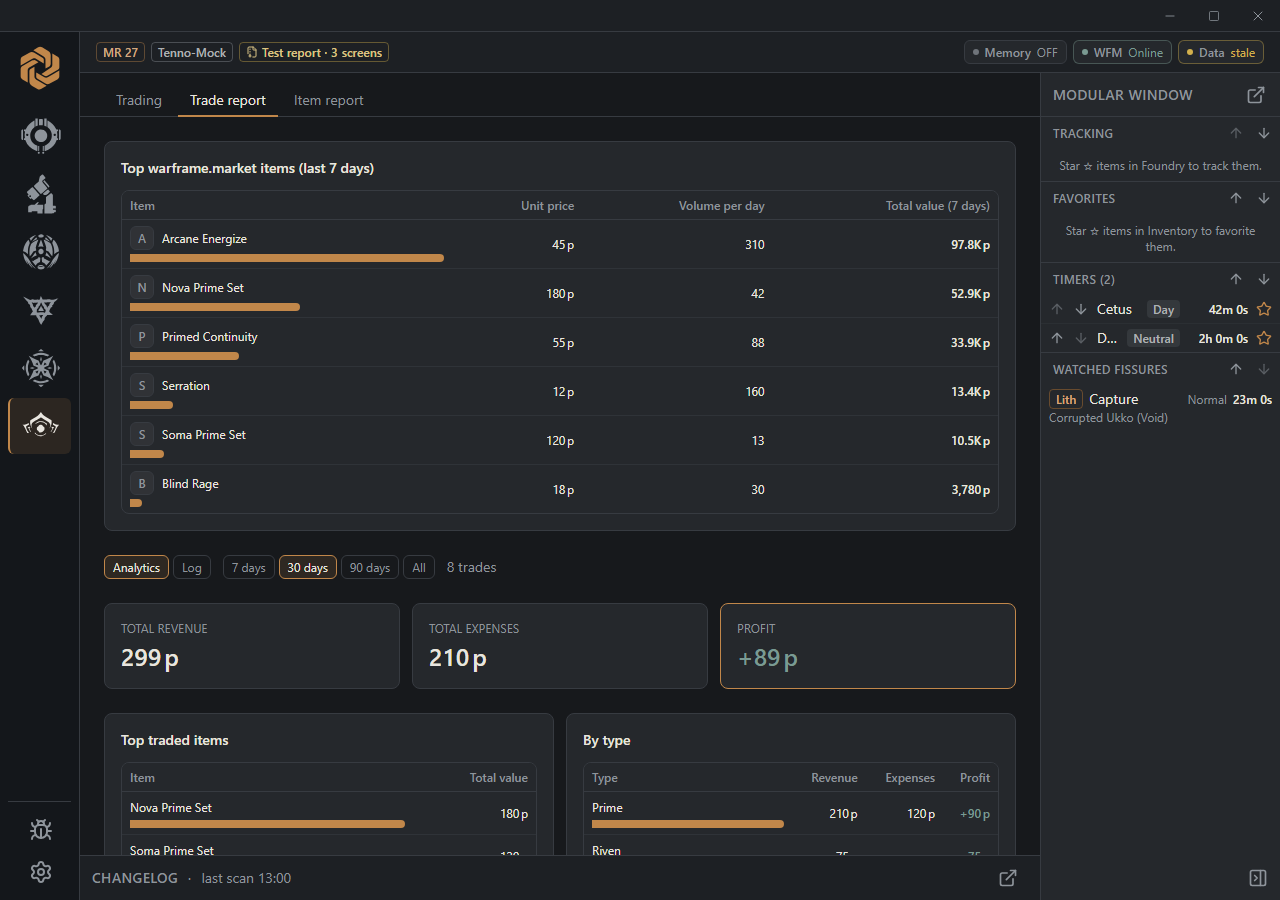 MR 27 Tenno-Mock Test report · 3 screens Memory OFF WFM Online Data stale
Trading Trade report Item report
Top warframe.market items (last 7 days)
Item Unit price Volume per day Total value (7 days)
A Arcane Energize 45 p 310 97.8K p
N Nova Prime Set 180 p 42 52.9K p
P Primed Continuity 55 p 88 33.9K p
S Serration 12 p 160 13.4K p
S Soma Prime Set 120 p 13 10.5K p
B Blind Rage 18 p 30 3,780 p
Analytics Log 7 days 30 days 90 days All 8 trades
TOTAL REVENUE
299 p
TOTAL EXPENSES
210 p
PROFIT
+89 p
Top traded items
Item Total value
Nova Prime Set 180 p
Soma Prime Set
By type
Type Revenue Expenses Profit
Prime 210 p 120 p +90 p
Riven
CHANGELOG · last scan 13:00
MODULAR WINDOW
TRACKING
Star ☆ items in Foundry to track them.
FAVORITES
Star ☆ items in Inventory to favorite
them.
TIMERS (2)
Cetus Day 42m 0s
D... Neutral 2h 0m 0s
WATCHED FISSURES
Lith Capture Normal 23m 0s
Corrupted Ukko (Void)